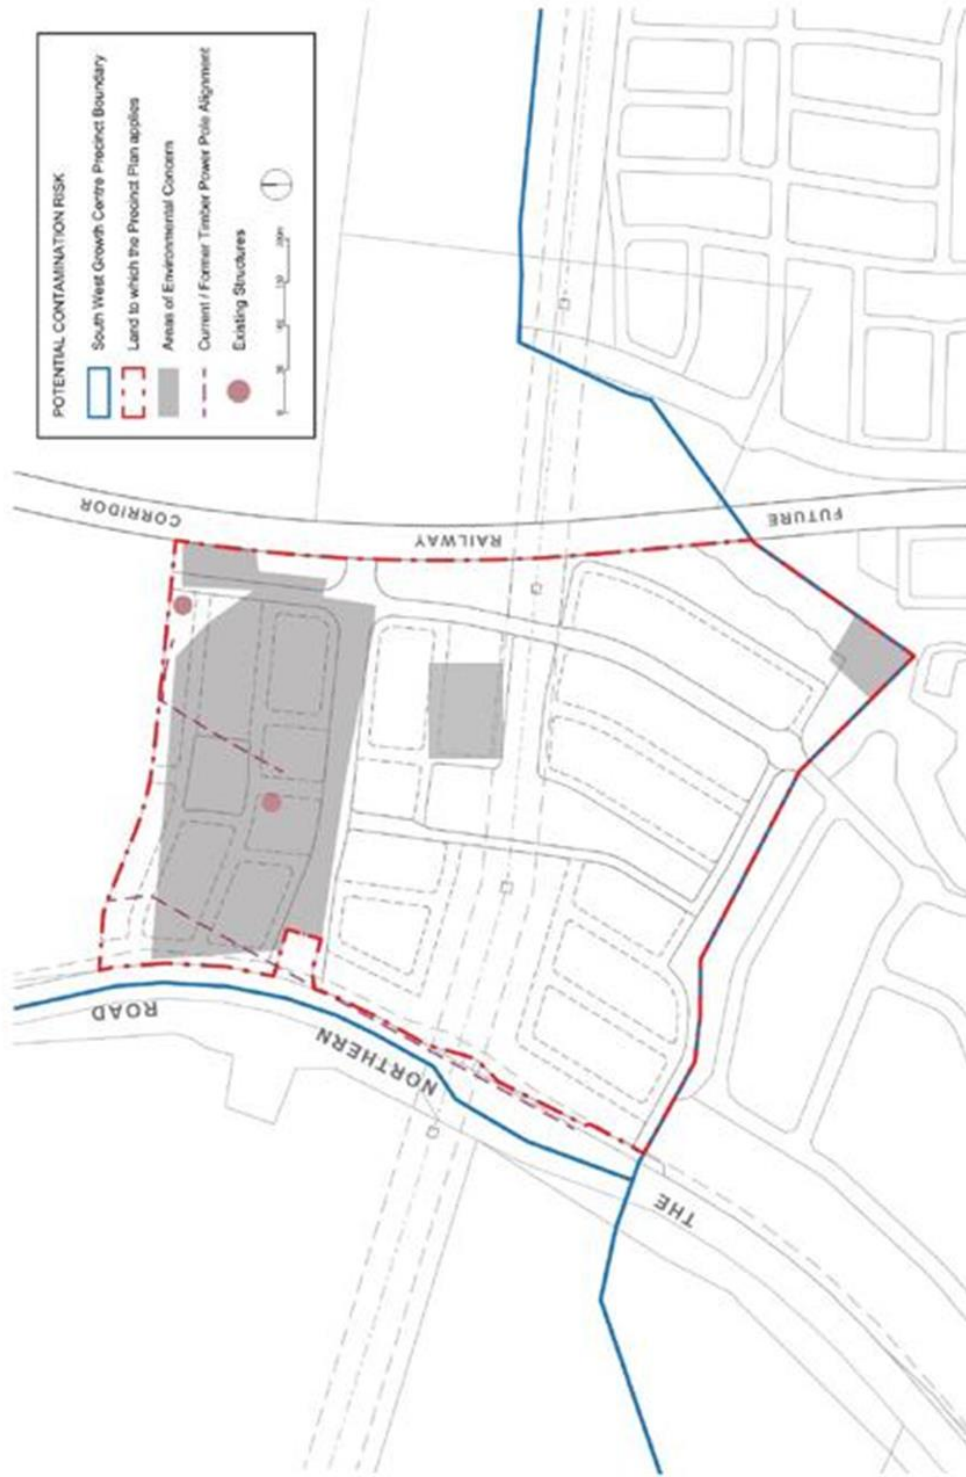 POTENTIAL CONTAMINATION RISK
South West Growth Centre Precinct Boundary
Land to which the Precinct Plan applies
Areas of Environmental Concern
Current / Former Timber Power Pole Alignment
Existing Structures
THE
NORTHERN
ROAD
FUTURE
RAILWAY
CORRIDOR